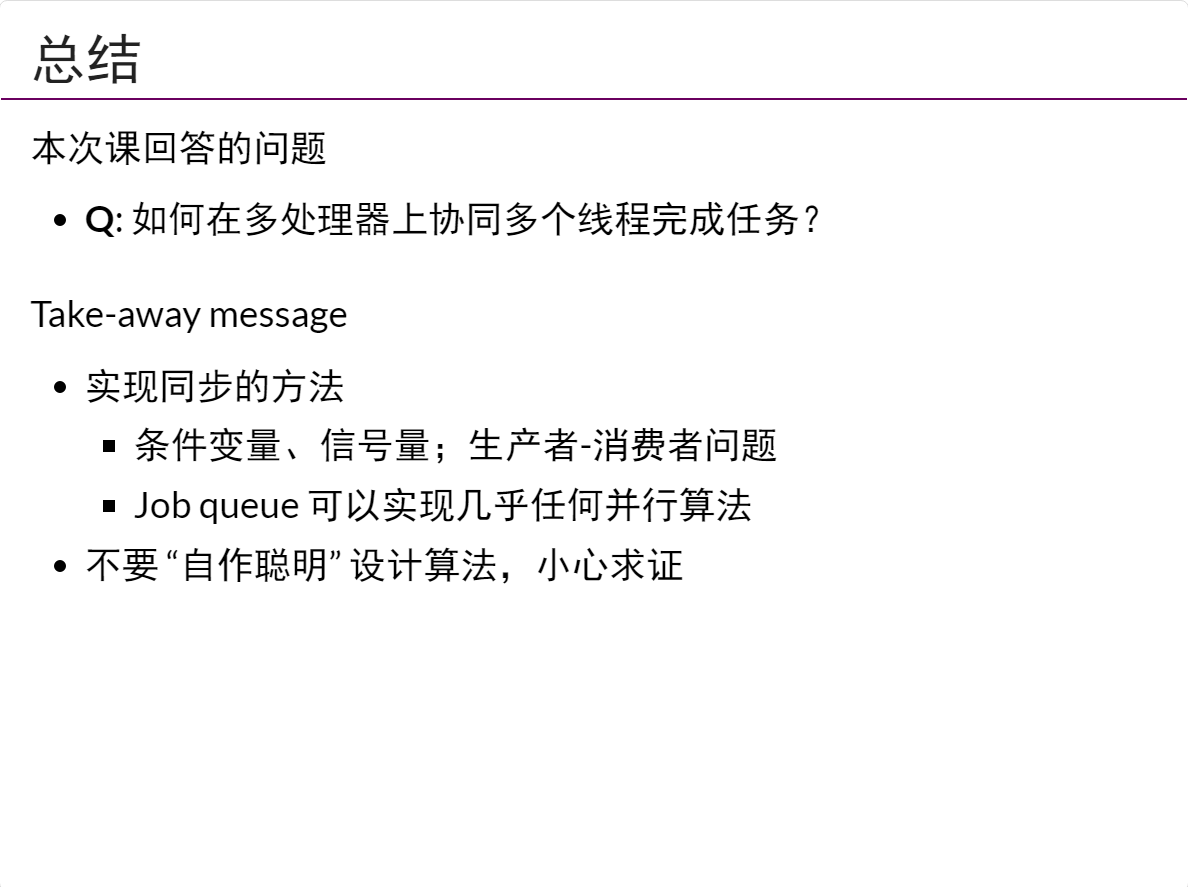 总结
本次课回答的问题
Q: 如何在多处理器上协同多个线程完成任务？
Take-away message
实现同步的方法
条件变量、信号量；生产者-消费者问题
Job queue 可以实现几乎任何并行算法
不要 “自作聪明” 设计算法，小心求证